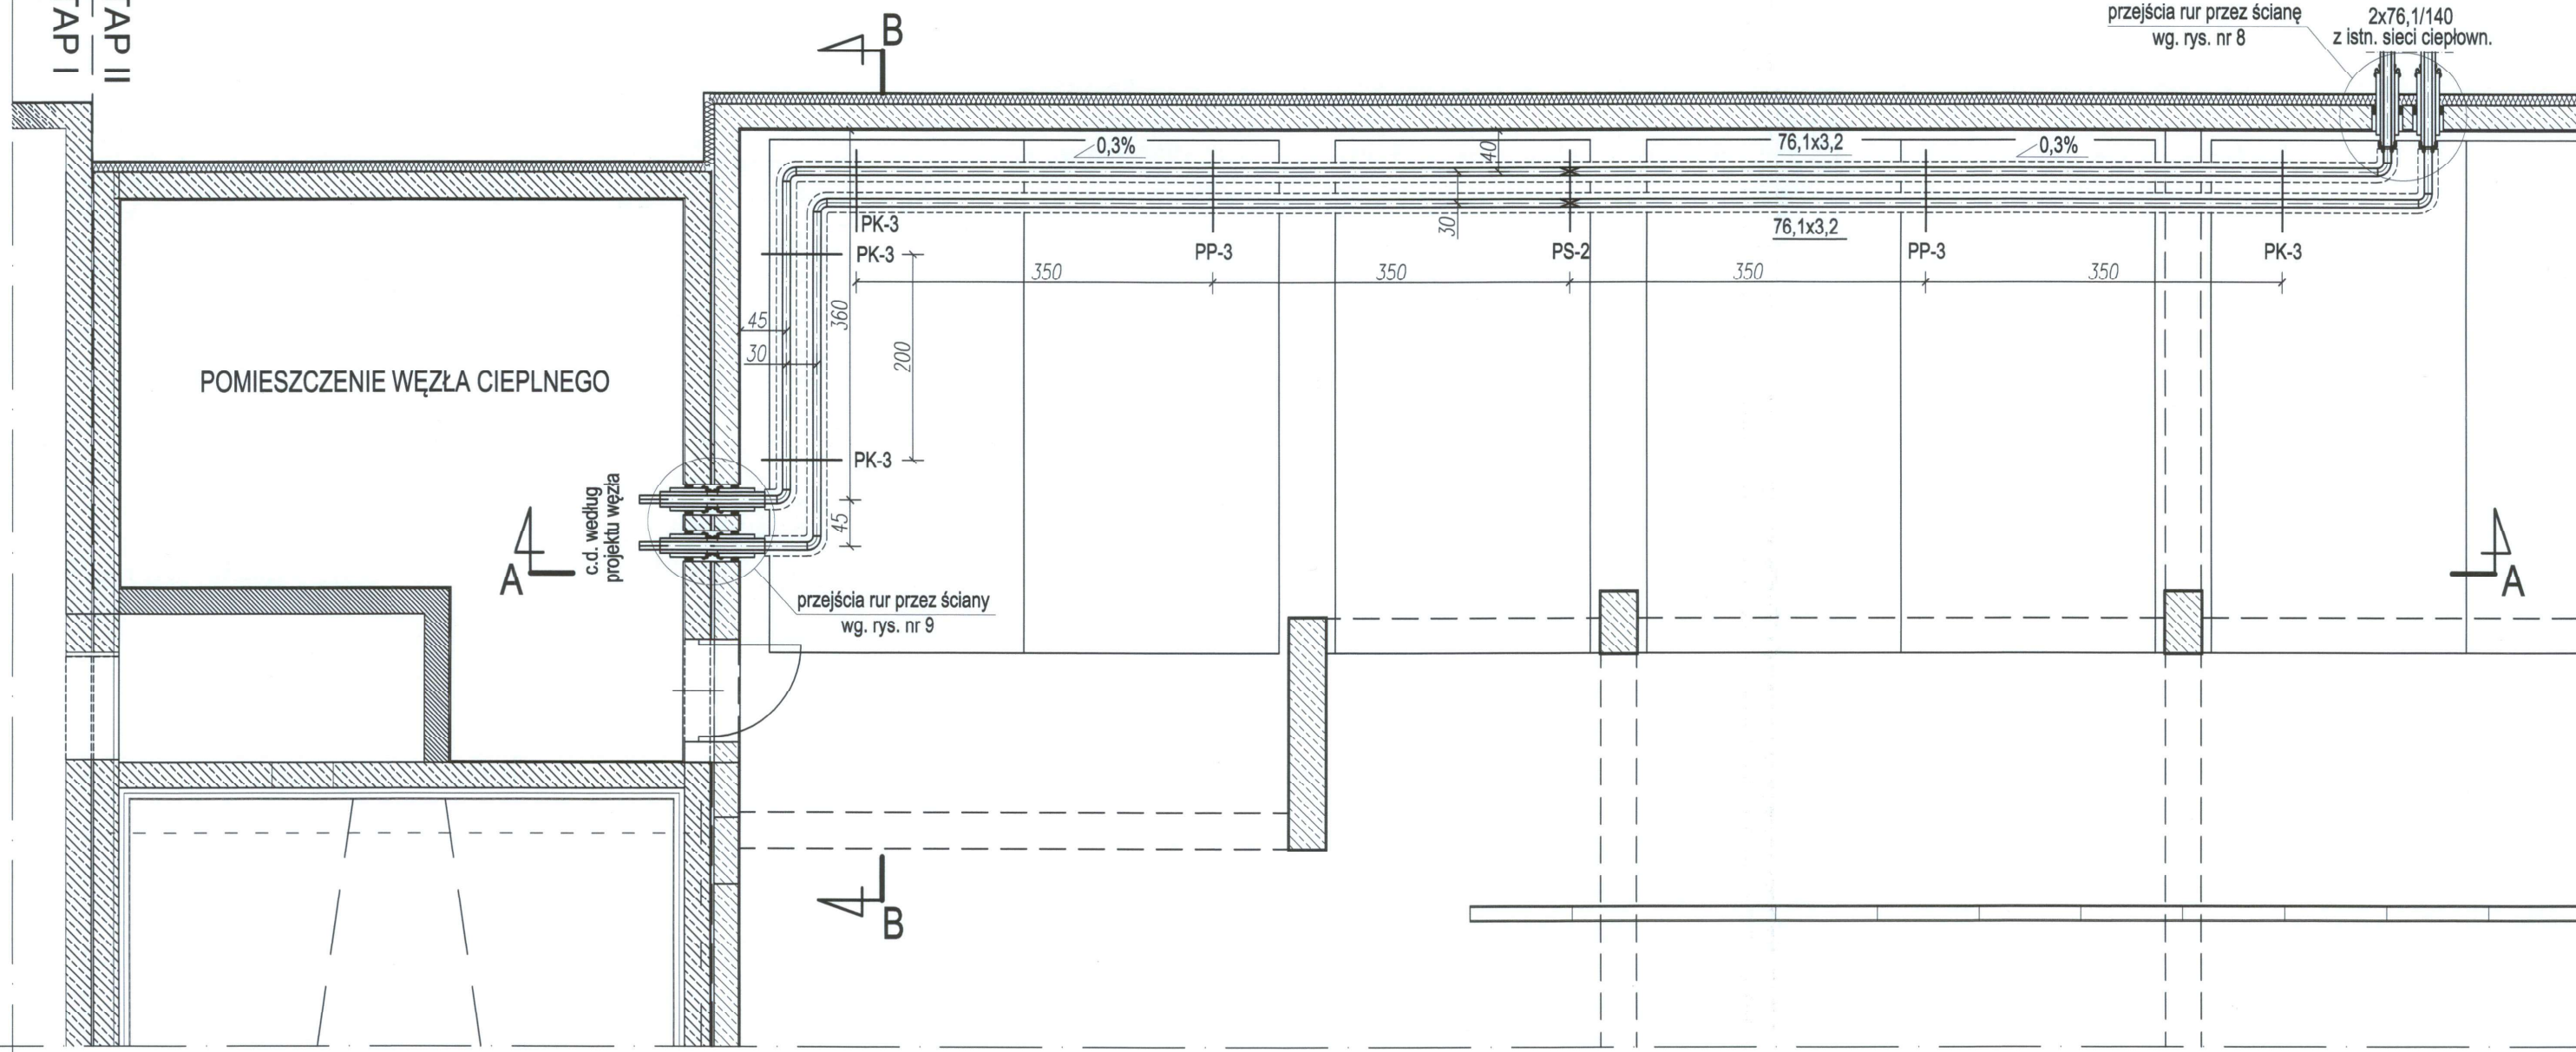 TAP II
TAP I
B
przejścia rur przez ścianę
wg. rys. nr 8
2x76,1/140
z istn. sieci ciepłown.
0,3%
40
76,1x3,2
0,3%
30
76,1x3,2
PK-3
PK-3
PP-3
PS-2
PP-3
PK-3
350
350
350
350
45
360
30
200
POMIESZCZENIE WĘZŁA CIEPLNEGO
PK-3
c.d. według
projektu węzła
45
A
A
przejścia rur przez ściany
wg. rys. nr 9
B